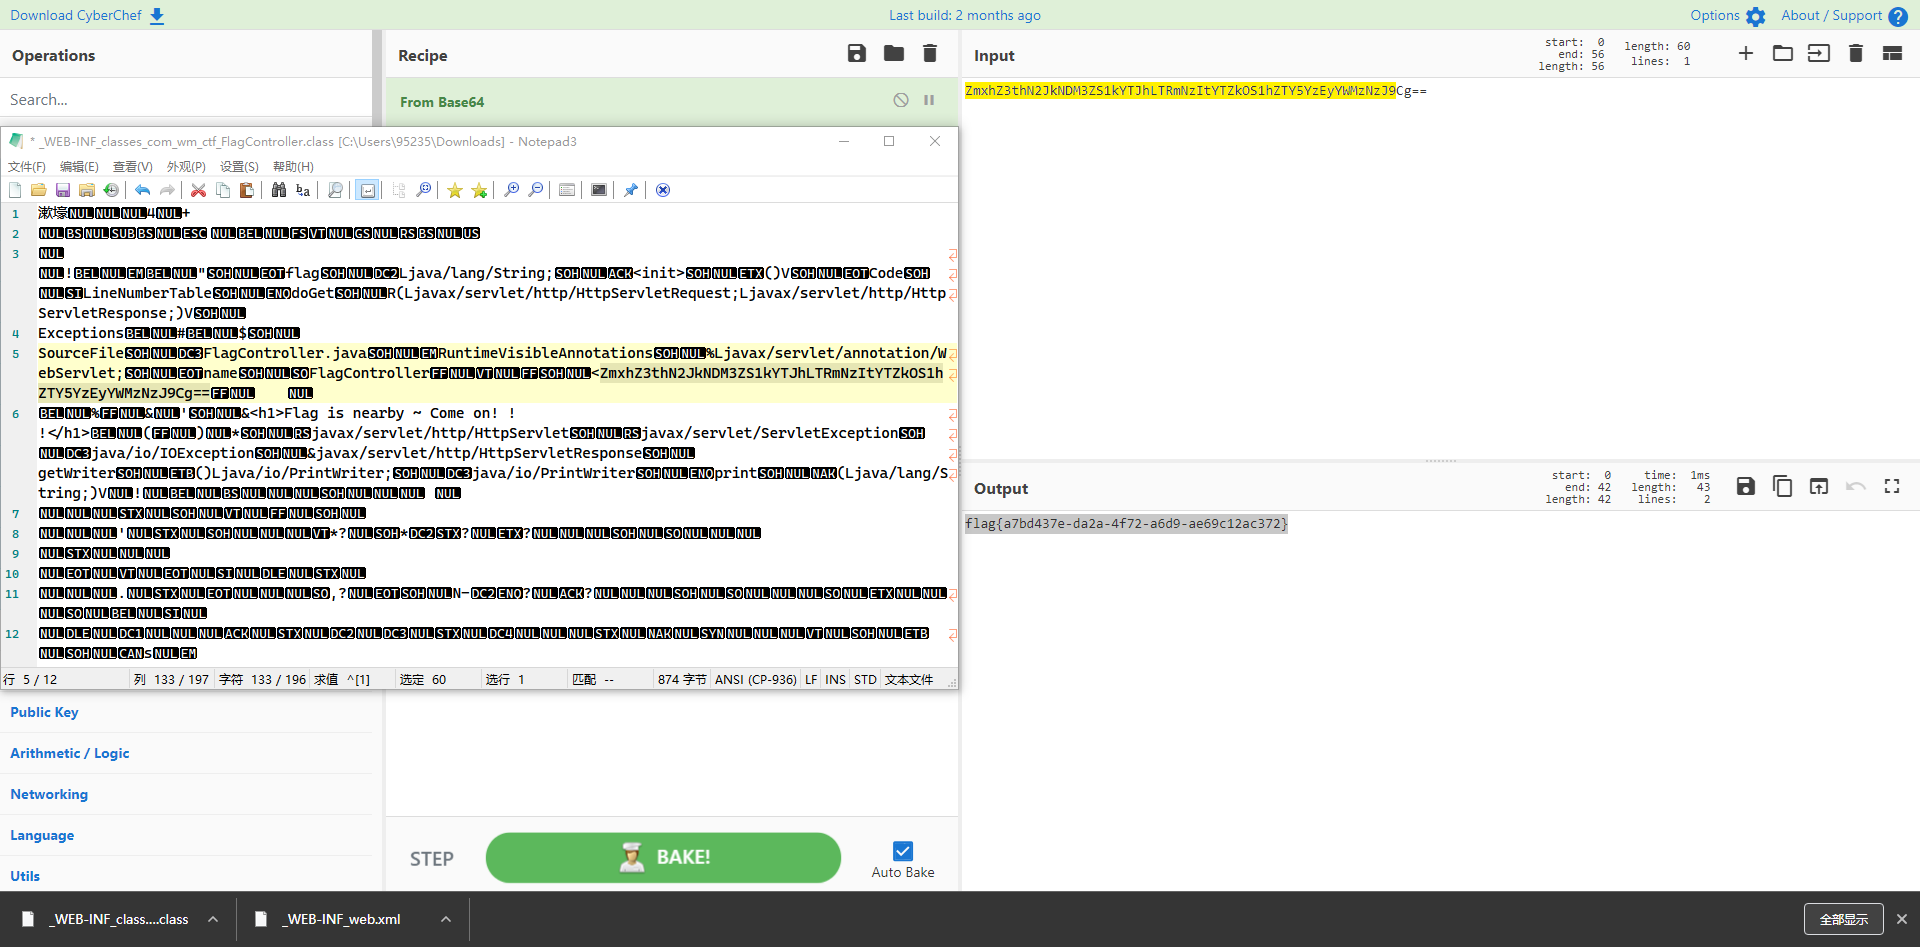 Download CyberChef
Last build: 2 months ago
Options
About / Support
Operations
Search...
Recipe
From Base64
Input
start: 0
end: 56
length: 56
length: 60
lines: 1
ZmxhZ3thN2JkNDM3ZS1kYTJhLTRmNzItYTZkOS1hZTY5YzEyYWMzNzJ9Cg==
* _WEB-INF_classes_com_wm_ctf_FlagController.class [C:\Users\95235\Downloads] - Notepad3
文件(F) 编辑(E) 查看(V) 外观(P) 设置(S) 帮助(H)
1 漱壕NULNULNUL4NUL+
2 NULBSNULSUBBSNULESC NULBELNULFSVTNULGSNULRSBSNULUS
3 NUL
NUL!BELNULEMBELNUL"SOHNULEOTflagSOHNULDC2Ljava/lang/String;SOHNULACK<init>SOHNULETX()VSOHNULEOTCodeSOH
NULSILineNumberTableSOHNULENQdoGetSOHNULR(Ljavax/servlet/http/HttpServletRequest;Ljavax/servlet/http/Http
ServletResponse;)VSOHNUL
4 ExceptionsBELNUL#BELNUL$SOHNUL
5 SourceFileSOHNULDC3FlagController.javaSOHNULEMRuntimeVisibleAnnotationsSOHNUL%Ljavax/servlet/annotation/W
ebServlet;SOHNULEOTnameSOHNULSOFlagControllerFFNULVTNULFFSOHNUL<ZmxhZ3thN2JkNDM3ZS1kYTJhLTRmNzItYTZkOS1h
ZTY5YzEyYWMzNzJ9Cg==FFNUL NUL
6 BELNUL%FFNUL&NUL'SOHNUL&<h1>Flag is nearby ~ Come on! !
!</h1>BELNUL(FFNUL)NUL*SOHNULRSjavax/servlet/http/HttpServletSOHNULRSjavax/servlet/ServletExceptionSOH
NULDC3java/io/IOExceptionSOHNUL&javax/servlet/http/HttpServletResponseSOHNUL
getWriterSOHNULETB()Ljava/io/PrintWriter;SOHNULDC3java/io/PrintWriterSOHNULENQprintSOHNULNAK(Ljava/lang/S
tring;)VNUL!NULBELNULBSNULNULNULSOHNULNULNUL NUL
7 NULNULNULSTXNULSOHNULVTNULFFNULSOHNUL
8 NULNULNUL'NULSTXNULSOHNULNULNULVT*?NULSOH*DC2STX?NULETX?NULNULNULSOHNULSONULNULNUL
9 NULSTXNULNULNUL
10 NULEOTNULVTNULEOTNULSINULDLENULSTXNUL
11 NULNULNUL.NULSTXNULEOTNULNULNULSO,?NULEOTSOHNULN-DC2ENQ?NULACK?NULNULNULSOHNULSONULNULNULSONULETXNULNUL
NULSONULBELNULSINUL
12 NULDLENULDC1NULNULNULACKNULSTXNULDC2NULDC3NULSTXNULDC4NULNULNULSTXNULNAKNULSYNNULNULNULVTNULSOHNULETB
NULSOHNULCANsNULEM
行 5 / 12 列 133 / 197 字符 133 / 196 求值 ^[1] 选定 60 选行 1 匹配 -- 874 字节 ANSI (CP-936) LF INS STD 文本文件
Output
start: 0
end: 42
length: 42
time: 1ms
length: 43
lines: 2
flag{a7bd437e-da2a-4f72-a6d9-ae69c12ac372}
Public Key
Arithmetic / Logic
Networking
Language
Utils
STEP
BAKE!
Auto Bake
_WEB-INF_class....class
_WEB-INF_web.xml
全部显示